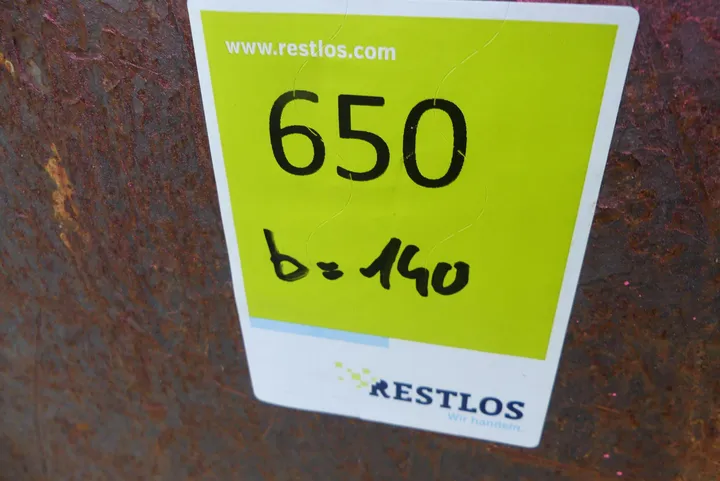 www.restlos.com
650
b = 140
RESTLOS
Wir handeln.